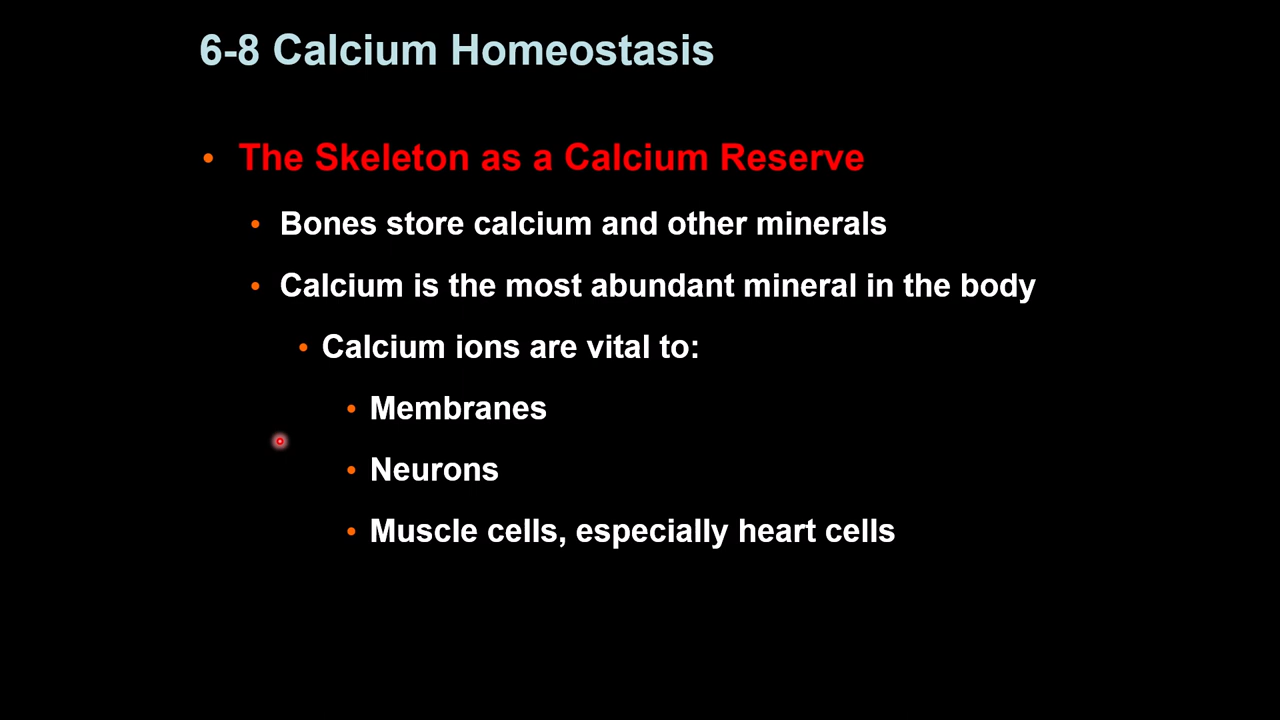 6-8 Calcium Homeostasis
• The Skeleton as a Calcium Reserve
• Bones store calcium and other minerals
• Calcium is the most abundant mineral in the body
• Calcium ions are vital to:
• Membranes
• Neurons
• Muscle cells, especially heart cells